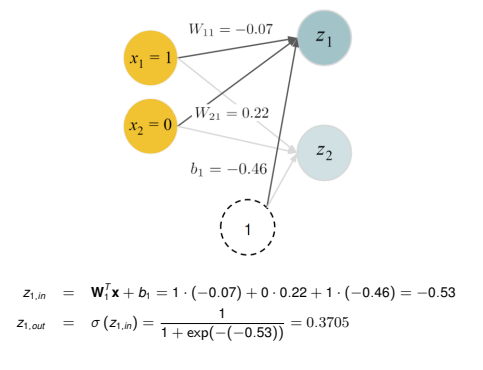 W₁₁ = −0.07
z₁
x₁ = 1
x₂ = 0
W₂₁ = 0.22
z₂
b₁ = −0.46
1
z₁,ᵢₙ = W₁ᵀx + b₁ = 1 · (−0.07) + 0 · 0.22 + 1 · (−0.46) = −0.53
z₁,ₒᵤₜ = σ (z₁,ᵢₙ) = 1 / (1 + exp(−(−0.53))) = 0.3705